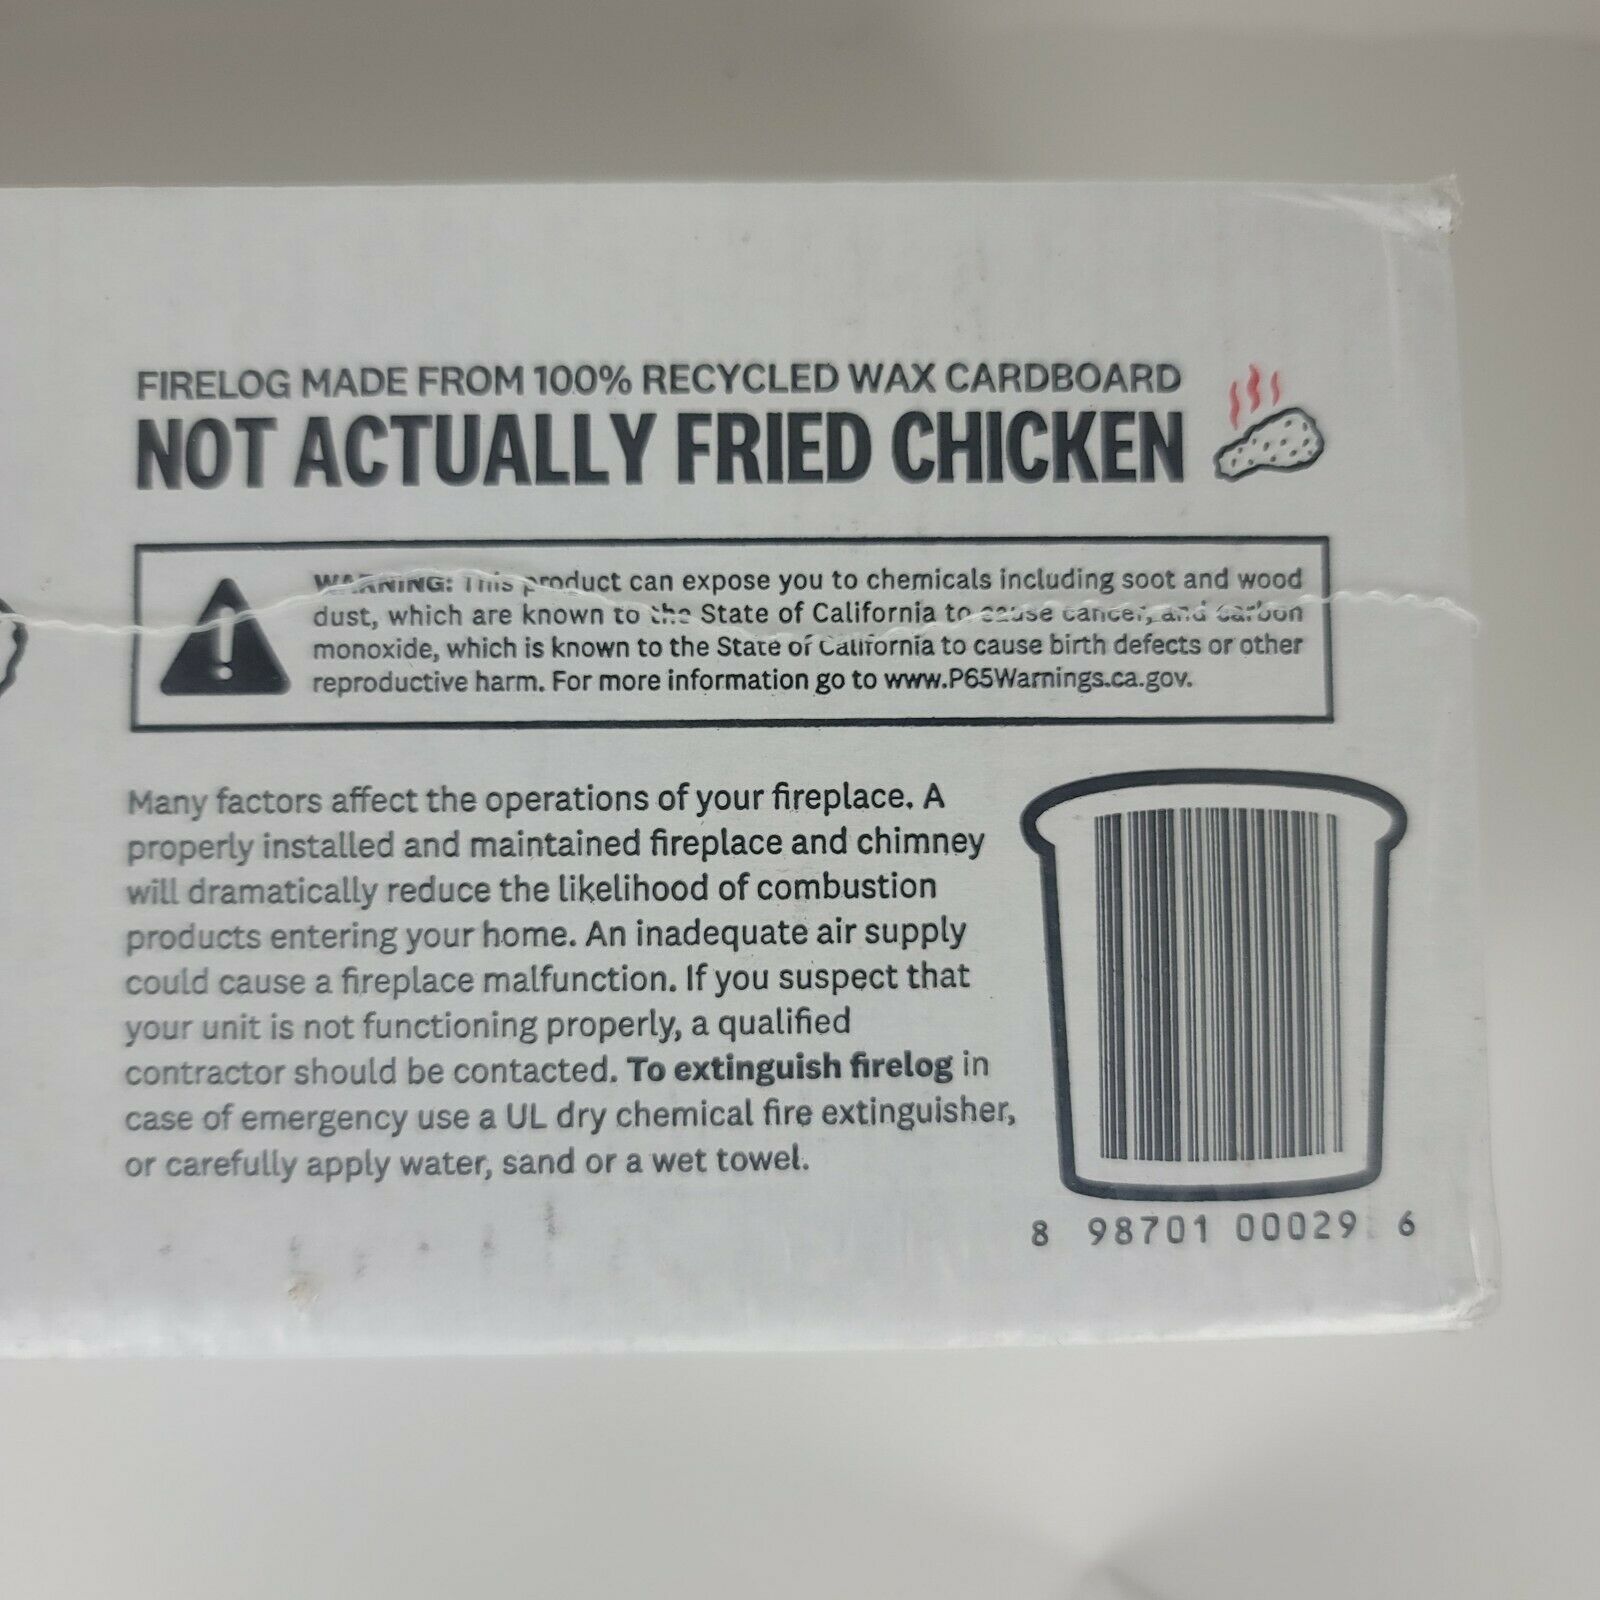 FIRELOG MADE FROM 100% RECYCLED WAX CARDBOARD
NOT ACTUALLY FRIED CHICKEN
WARNING: This product can expose you to chemicals including soot and wood
dust, which are known to the State of California to cause cancer, and carbon
monoxide, which is known to the State of California to cause birth defects or other
reproductive harm. For more information go to www.P65Warnings.ca.gov.
Many factors affect the operations of your fireplace. A
properly installed and maintained fireplace and chimney
will dramatically reduce the likelihood of combustion
products entering your home. An inadequate air supply
could cause a fireplace malfunction. If you suspect that
your unit is not functioning properly, a qualified
contractor should be contacted. To extinguish firelog in
case of emergency use a UL dry chemical fire extinguisher,
or carefully apply water, sand or a wet towel.
8 98701 00029 6